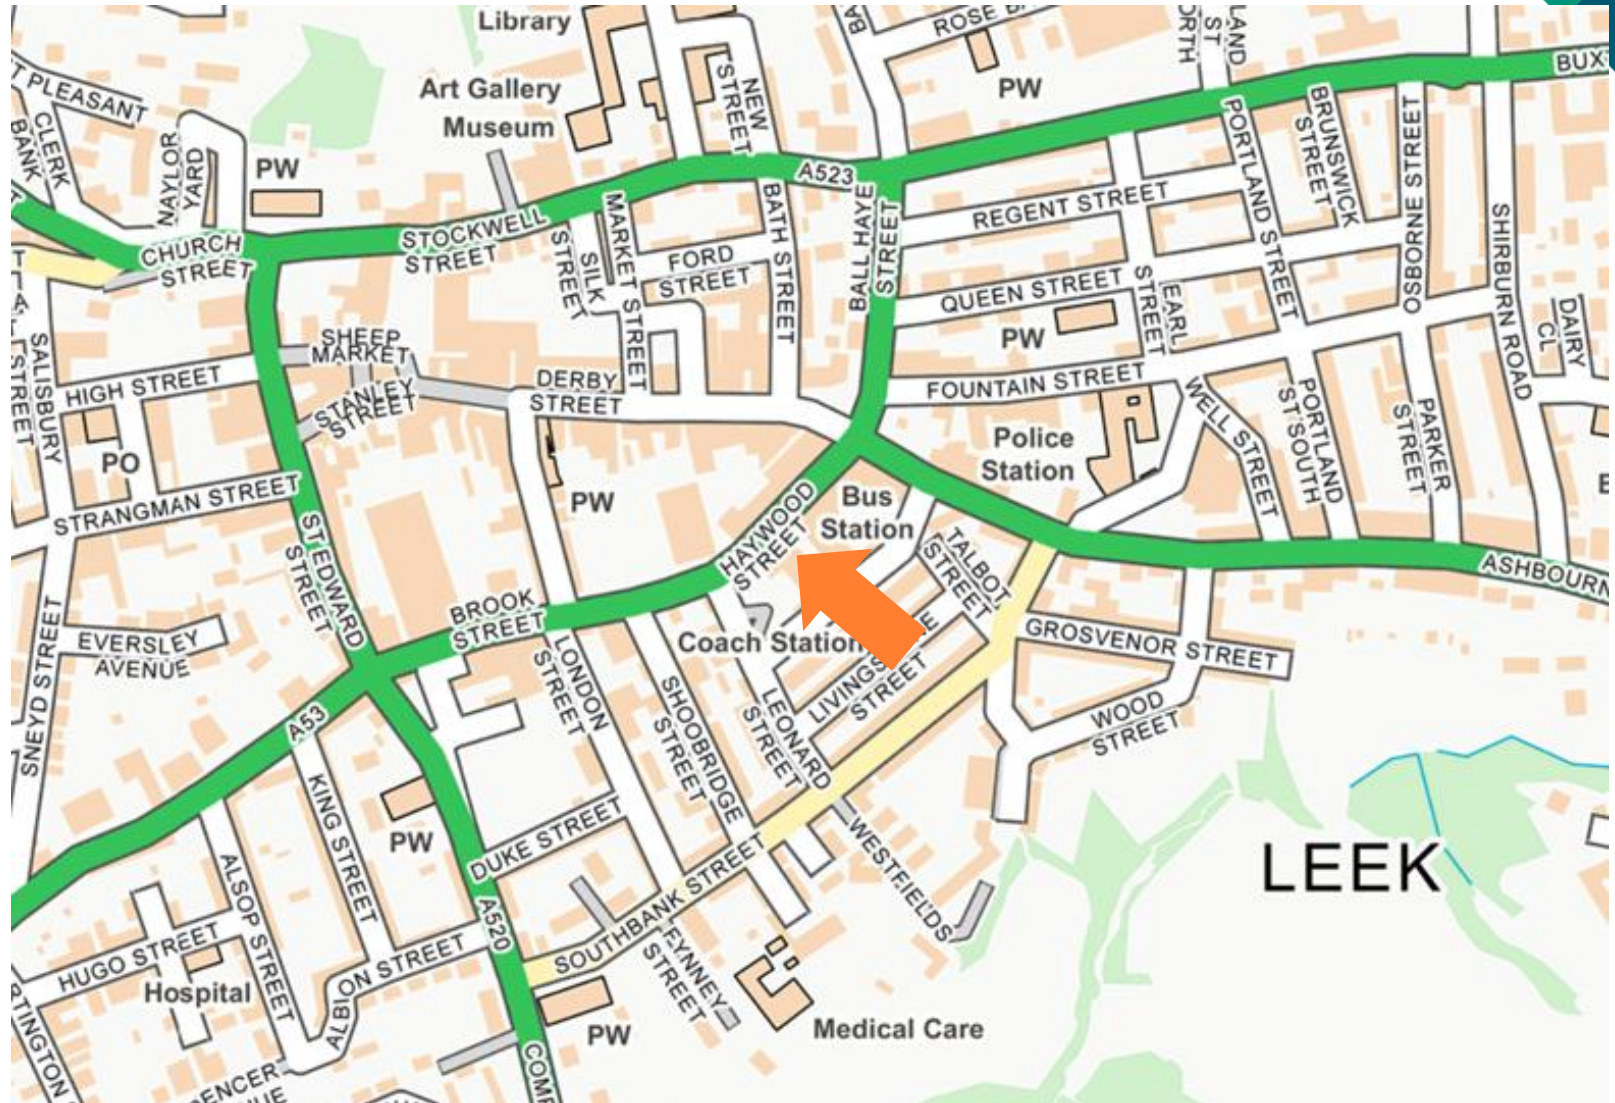 Library
Art Gallery
Museum
NEW
STREET
ROSE
PW
BUX
T PLEASANT
CLERK
BANK
NAYLOR
YARD
PW
CHURCH
STREET
STOCKWELL
STREET
A523
MARKET STREET
SILK
STREET
FORD
STREET
BATH STREET
BALL HAYE
STREET
REGENT STREET
QUEEN STREET
PW
EARL
STREET
PORTLAND STREET
BRUNSWICK
STREET
OSBORNE STREET
SHIRBURN ROAD
DAIRY
CL
SALISBURY
STREET
HIGH STREET
SHEEP
MARKET
STANLEY
STREET
DERBY
STREET
FOUNTAIN STREET
WELL STREET
PORTLAND
ST SOUTH
PARKER
STREET
PO
STRANGMAN STREET
PW
Police
Station
Bus
Station
HAYWOOD
STREET
TALBOT
STREET
ST EDWARD
STREET
ASHBOURN
SNEYD STREET
EVERSLEY
AVENUE
BROOK
STREET
LONDON
STREET
Coach Station
GROSVENOR STREET
SHOOBRIDGE
STREET
LEONARD
STREET
LIVINGS
STREET
WOOD
STREET
A53
KING STREET
PW
DUKE STREET
WESTFIELDS
LEEK
ALSOP STREET
HUGO STREET
Hospital
ALBION STREET
A520
SOUTHBANK STREET
FYNNEY
STREET
PW
Medical Care